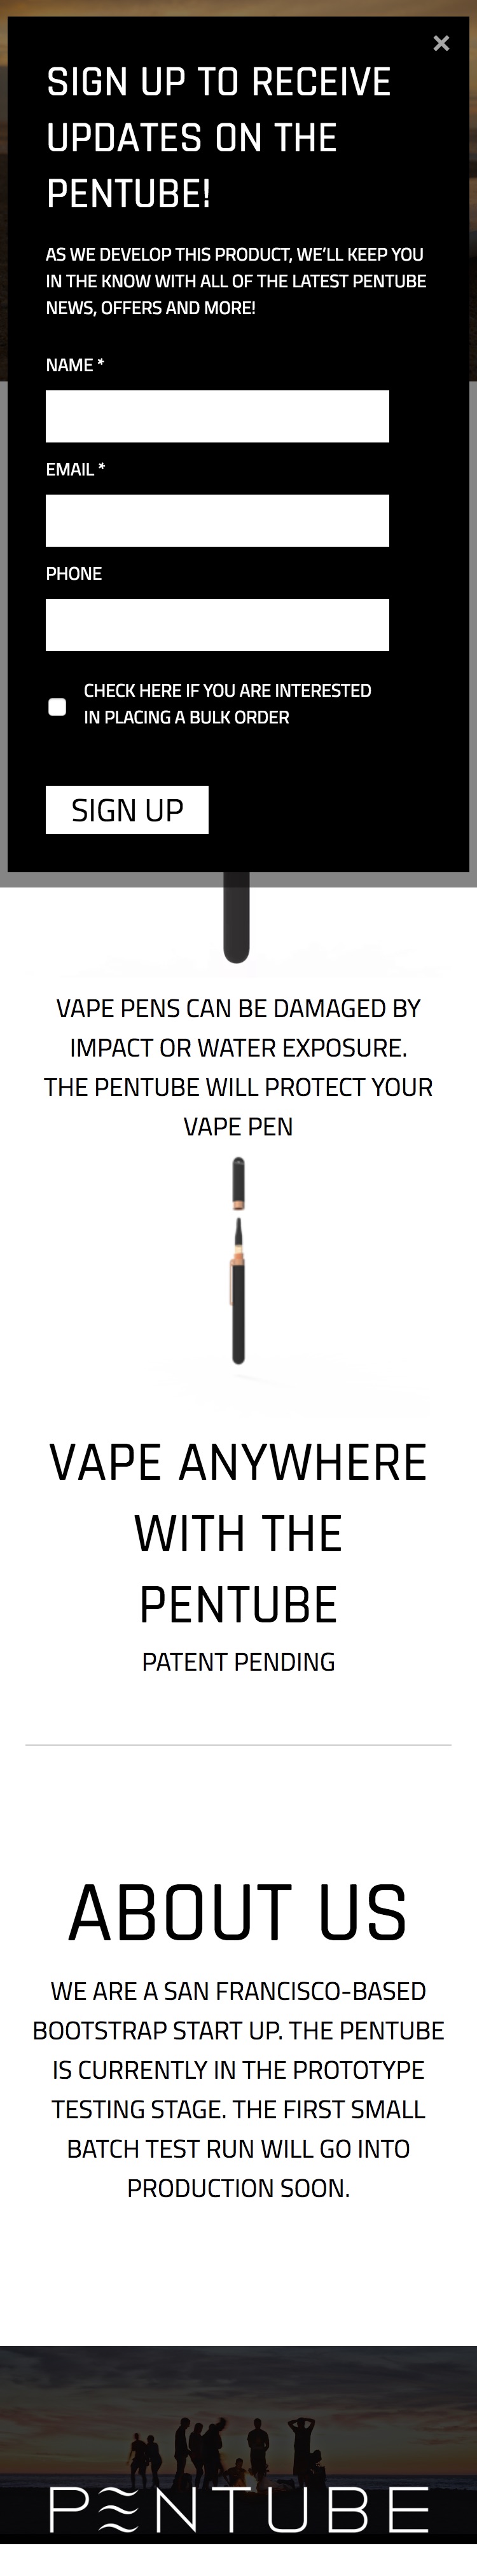 ×
SIGN UP TO RECEIVE
UPDATES ON THE
PENTUBE!
AS WE DEVELOP THIS PRODUCT, WE'LL KEEP YOU
IN THE KNOW WITH ALL OF THE LATEST PENTUBE
NEWS, OFFERS AND MORE!
NAME *
EMAIL *
PHONE
CHECK HERE IF YOU ARE INTERESTED
IN PLACING A BULK ORDER
SIGN UP
VAPE PENS CAN BE DAMAGED BY
IMPACT OR WATER EXPOSURE.
THE PENTUBE WILL PROTECT YOUR
VAPE PEN
VAPE ANYWHERE
WITH THE
PENTUBE
PATENT PENDING
ABOUT US
WE ARE A SAN FRANCISCO-BASED
BOOTSTRAP START UP. THE PENTUBE
IS CURRENTLY IN THE PROTOTYPE
TESTING STAGE. THE FIRST SMALL
BATCH TEST RUN WILL GO INTO
PRODUCTION SOON.
PENTUBE